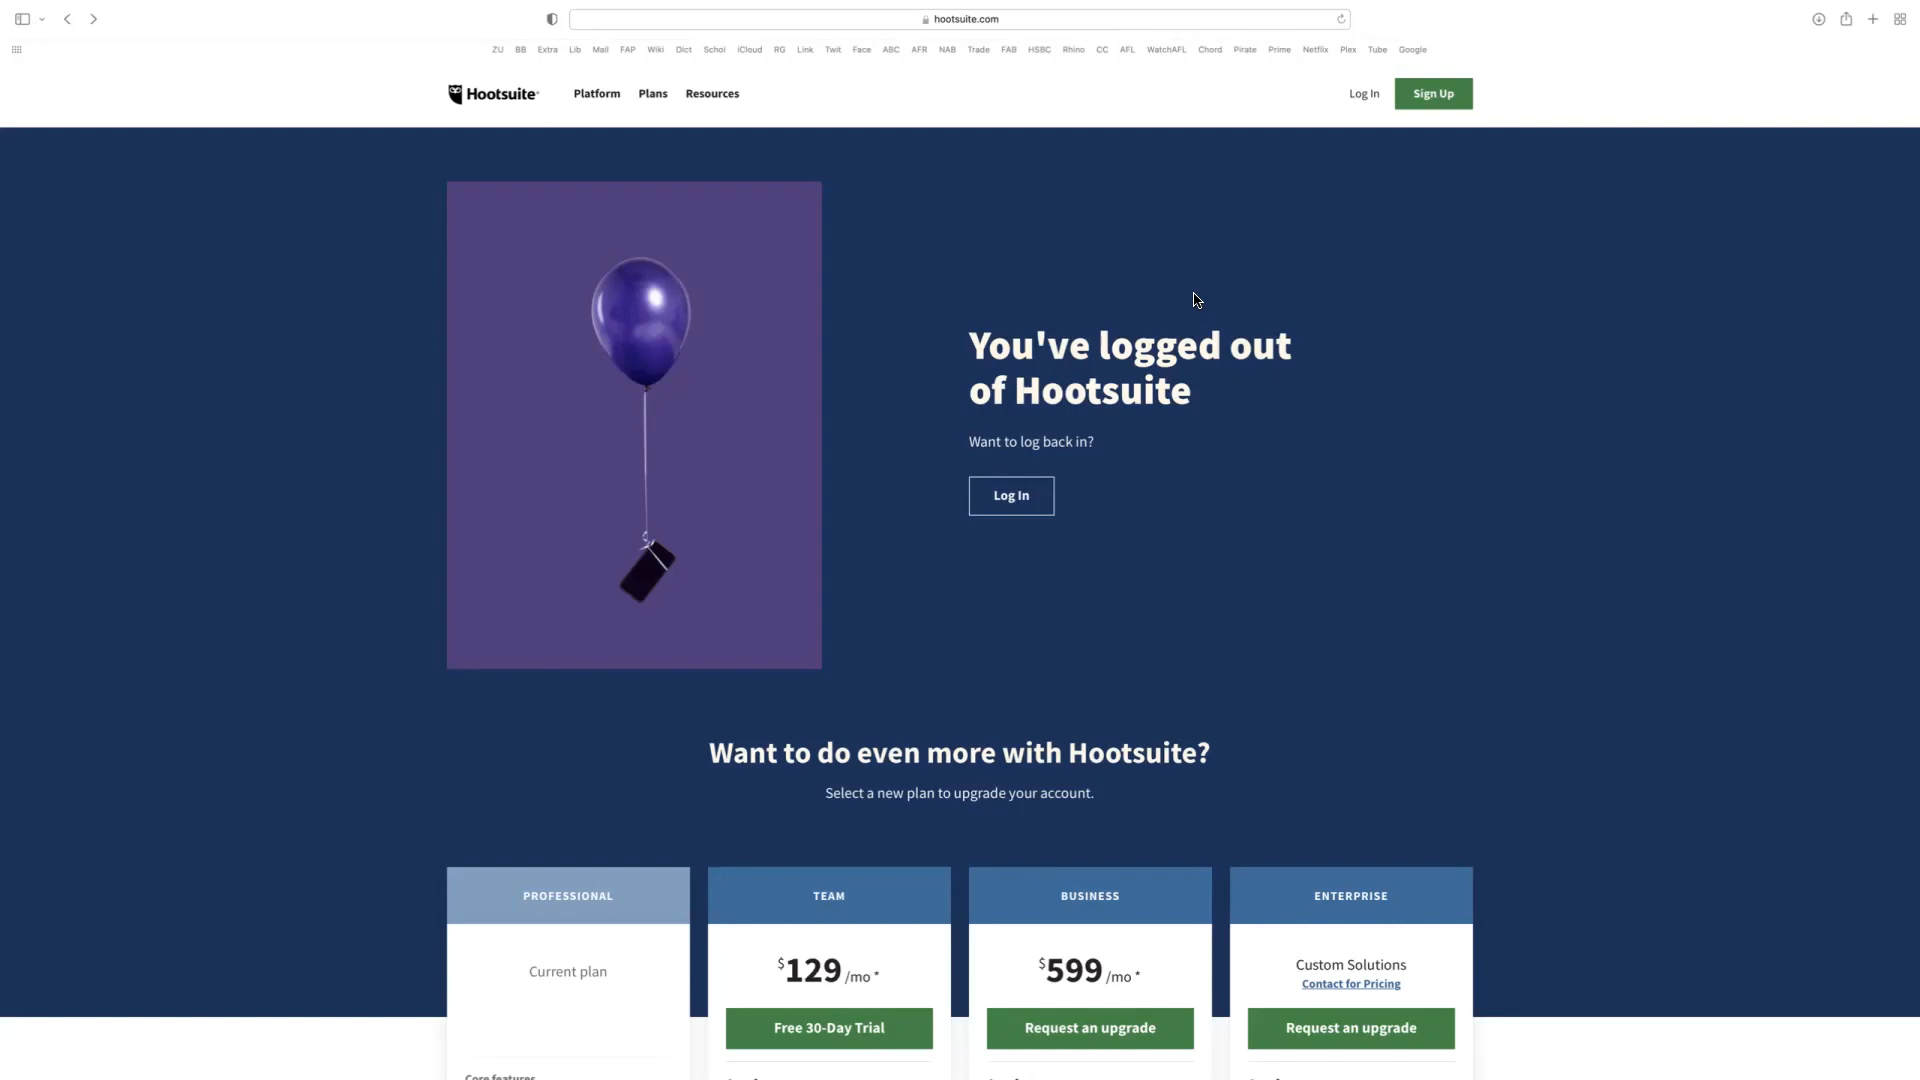 hootsuite.com
ZU BB Extra Lib Mail FAP Wiki Dict Schol iCloud RG Link Twit Face ABC AFR NAB Trade FAB HSBC Rhino CC AFL WatchAFL Chord Pirate Prime Netflix Plex Tube Google
Hootsuite Platform Plans Resources Log In Sign Up
You've logged out
of Hootsuite
Want to log back in?
Log In
Want to do even more with Hootsuite?
Select a new plan to upgrade your account.
PROFESSIONAL TEAM BUSINESS ENTERPRISE
Current plan $129 /mo * $599 /mo * Custom Solutions
Contact for Pricing
Free 30-Day Trial Request an upgrade Request an upgrade
Core features